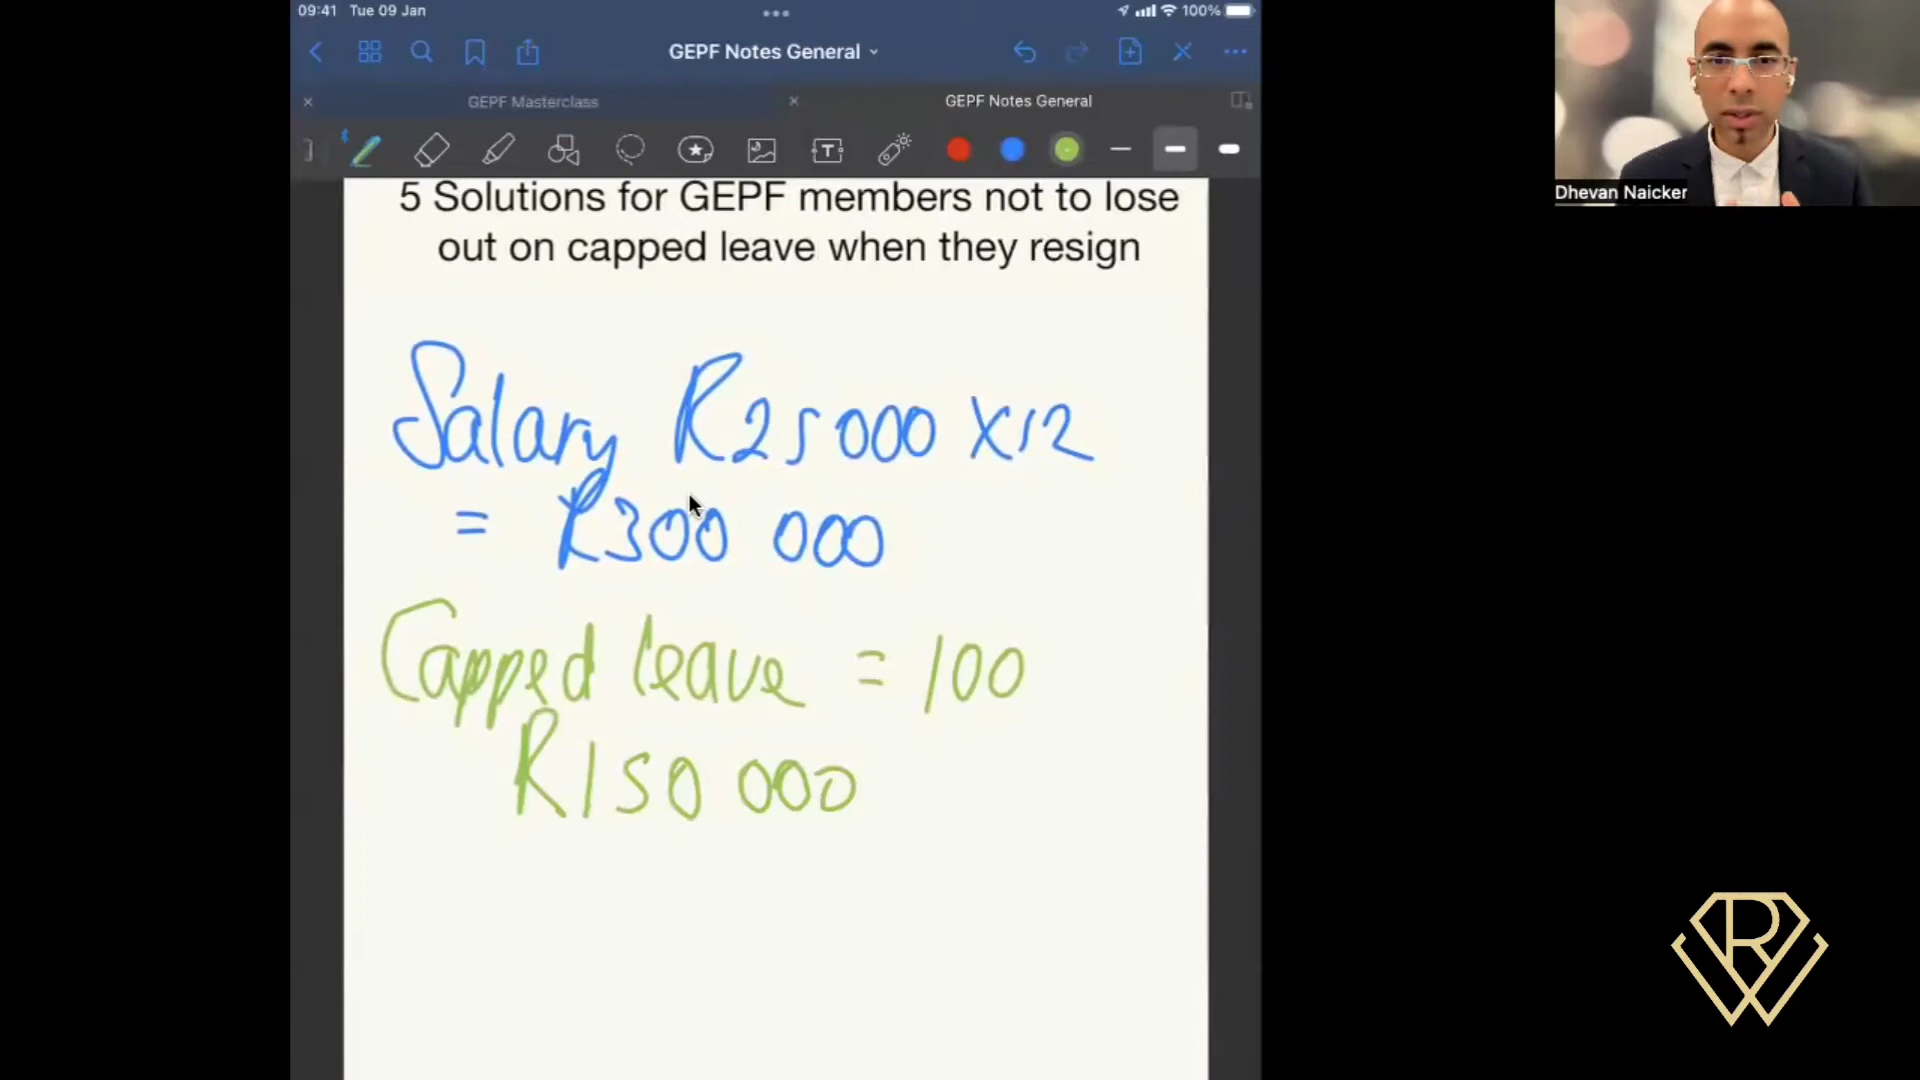 09:41 Tue 09 Jan
100%
GEPF Notes General
GEPF Masterclass
GEPF Notes General
T
5 Solutions for GEPF members not to lose
out on capped leave when they resign
Salary R25000 X12
= R300 000
Capped leave = 100
R150 000
Dhevan Naicker
RW